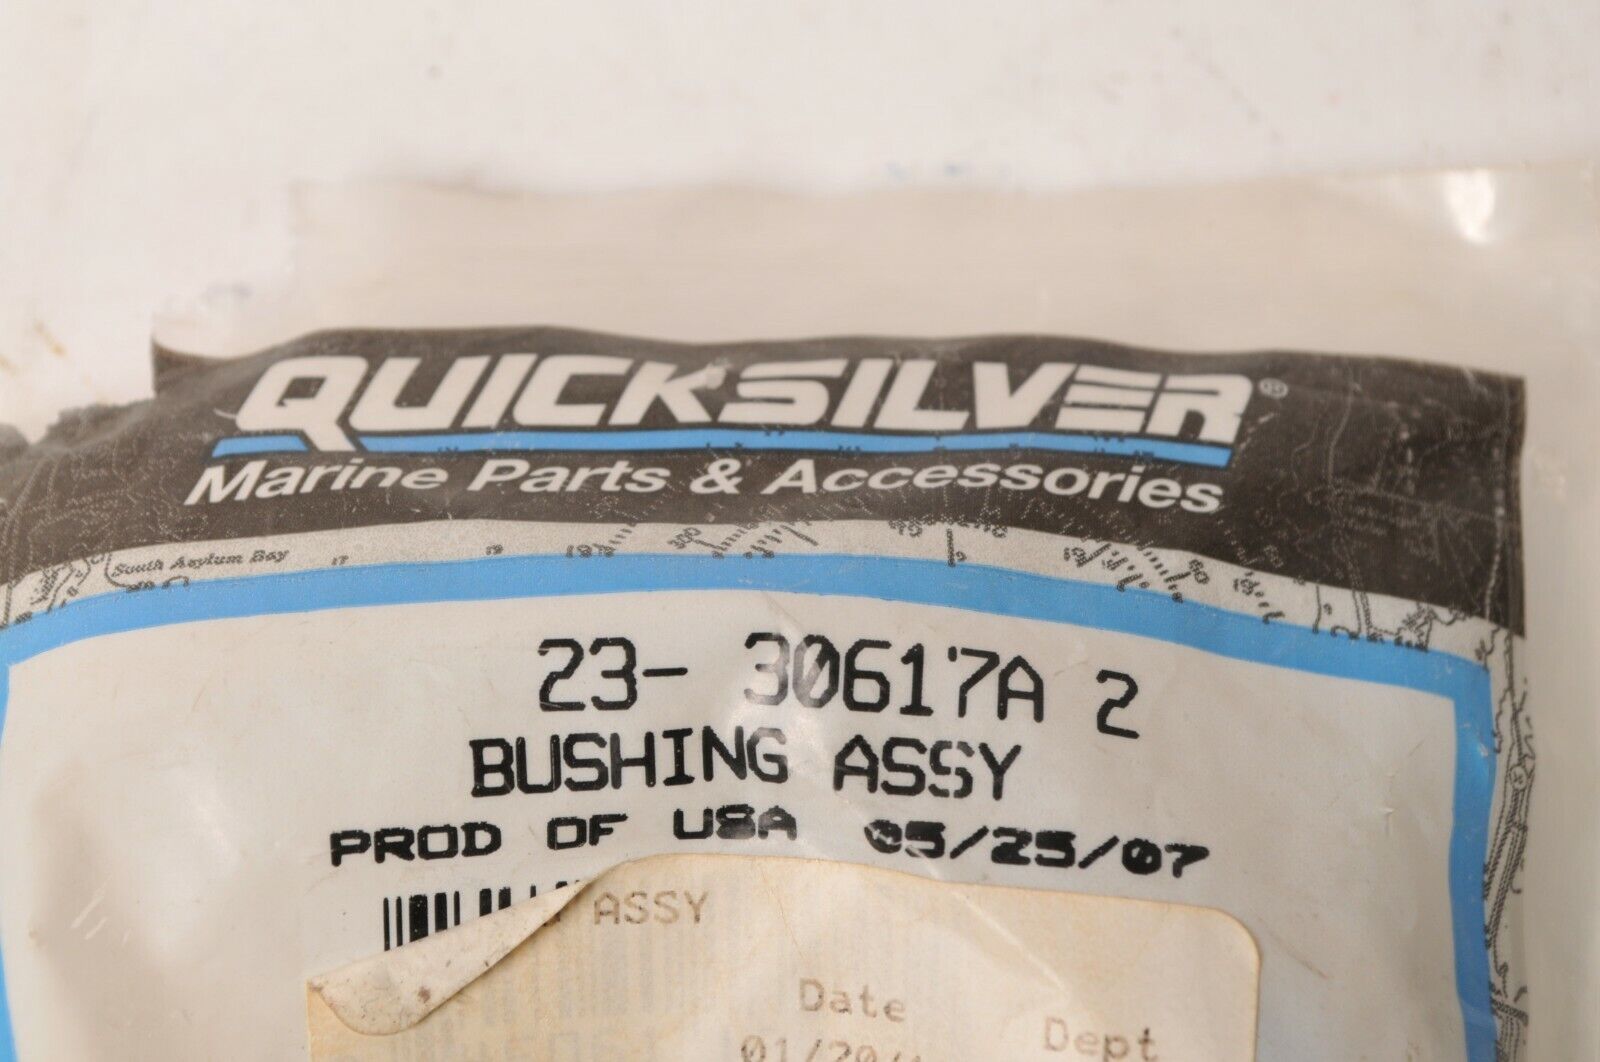 QUICKSILVER®
Marine Parts & Accessories
South Asylum Bay
23- 30617A 2
BUSHING ASSY
PROD OF USA 05/25/07
ASSY
Date
Dept